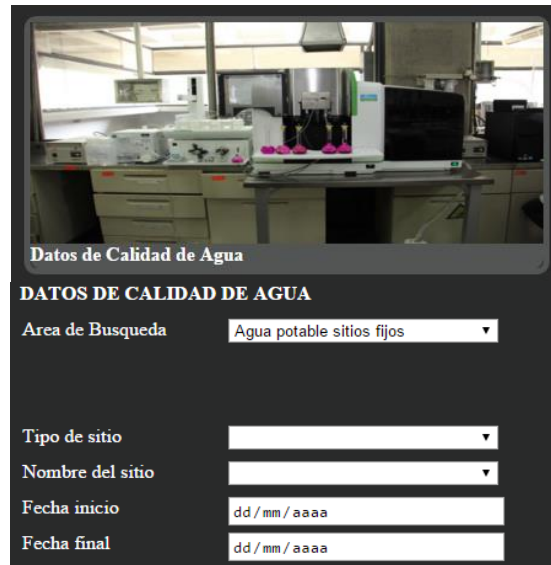 Datos de Calidad de Agua
DATOS DE CALIDAD DE AGUA
Area de Busqueda
Agua potable sitios fijos
Tipo de sitio
Nombre del sitio
Fecha inicio
dd/mm/aaaa
Fecha final
dd/mm/aaaa